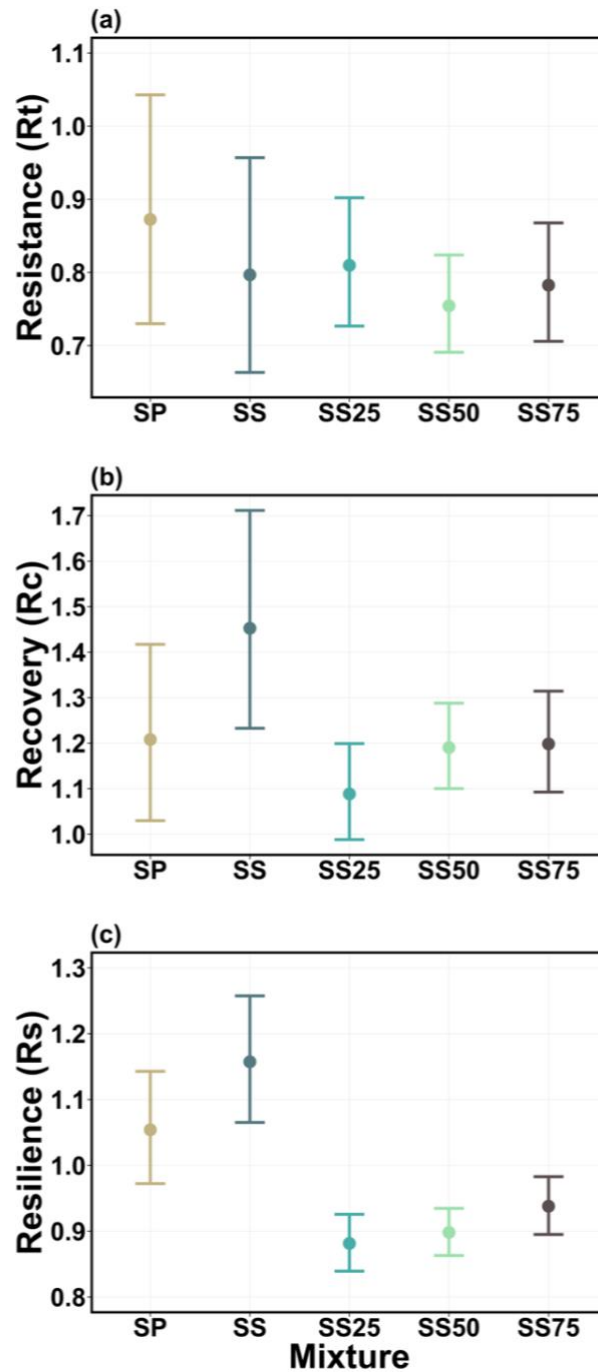 (a)
Resistance (Rt)
1.1
1.0
0.9
0.8
0.7
SP SS SS25 SS50 SS75
(b)
Recovery (Rc)
1.7
1.6
1.5
1.4
1.3
1.2
1.1
1.0
SP SS SS25 SS50 SS75
(c)
Resilience (Rs)
1.3
1.2
1.1
1.0
0.9
0.8
SP SS SS25 SS50 SS75
Mixture